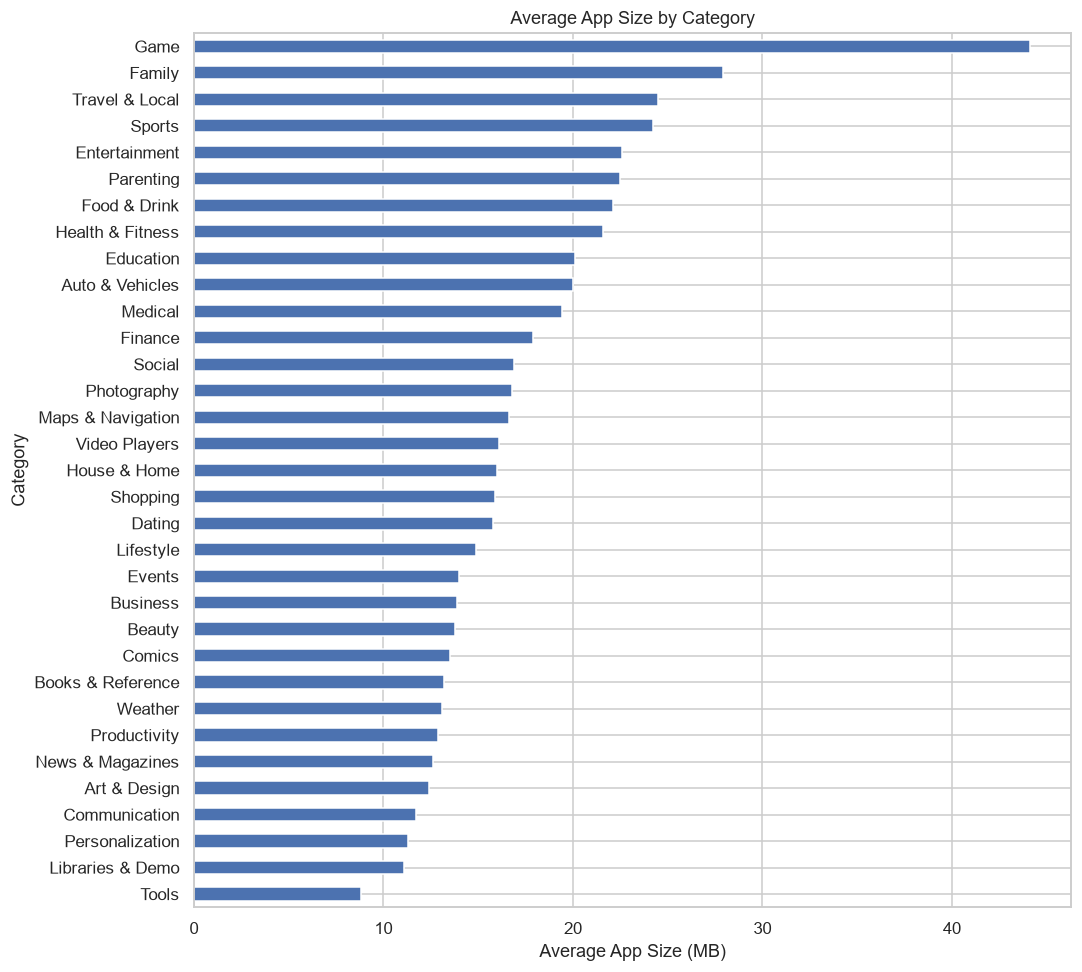 Average App Size by Category
Game
Family
Travel & Local
Sports
Entertainment
Parenting
Food & Drink
Health & Fitness
Education
Auto & Vehicles
Medical
Finance
Social
Photography
Maps & Navigation
Video Players
House & Home
Shopping
Dating
Lifestyle
Events
Business
Beauty
Comics
Books & Reference
Weather
Productivity
News & Magazines
Art & Design
Communication
Personalization
Libraries & Demo
Tools
Category
0 10 20 30 40
Average App Size (MB)